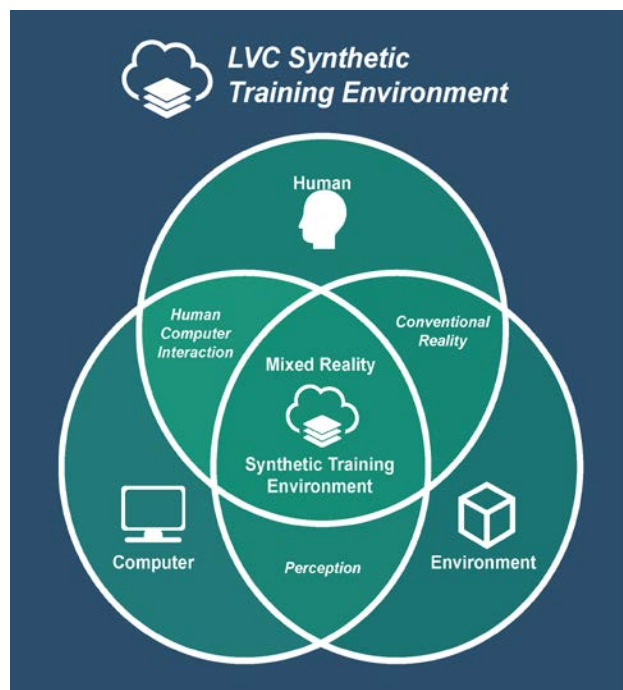 LVC Synthetic
Training Environment
Human
Human
Computer
Interaction
Conventional
Reality
Mixed Reality
Synthetic Training
Environment
Computer
Perception
Environment